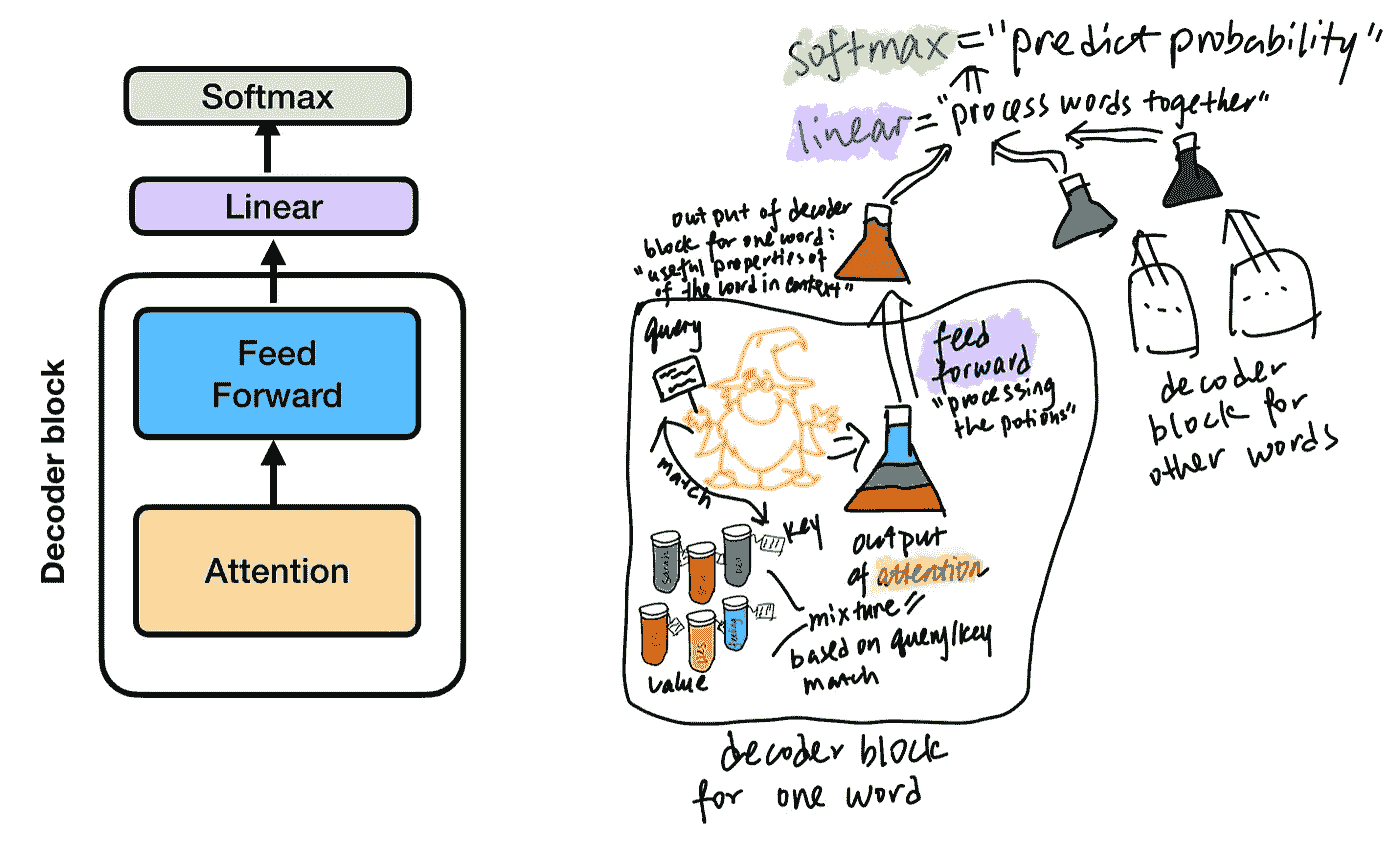 Softmax
Linear
Feed
Forward
Attention
Decoder block
softmax="predict probability"
linear="process words together"
output of decoder
block for one word:
"useful properties of
of the word in context"
query
match
key
Sarah
value
feeling
feed
forward
"processing
the potions"
output
of attention
mixture
based on query/key
match
decoder block
for one word
...
...
decoder
block for
other words